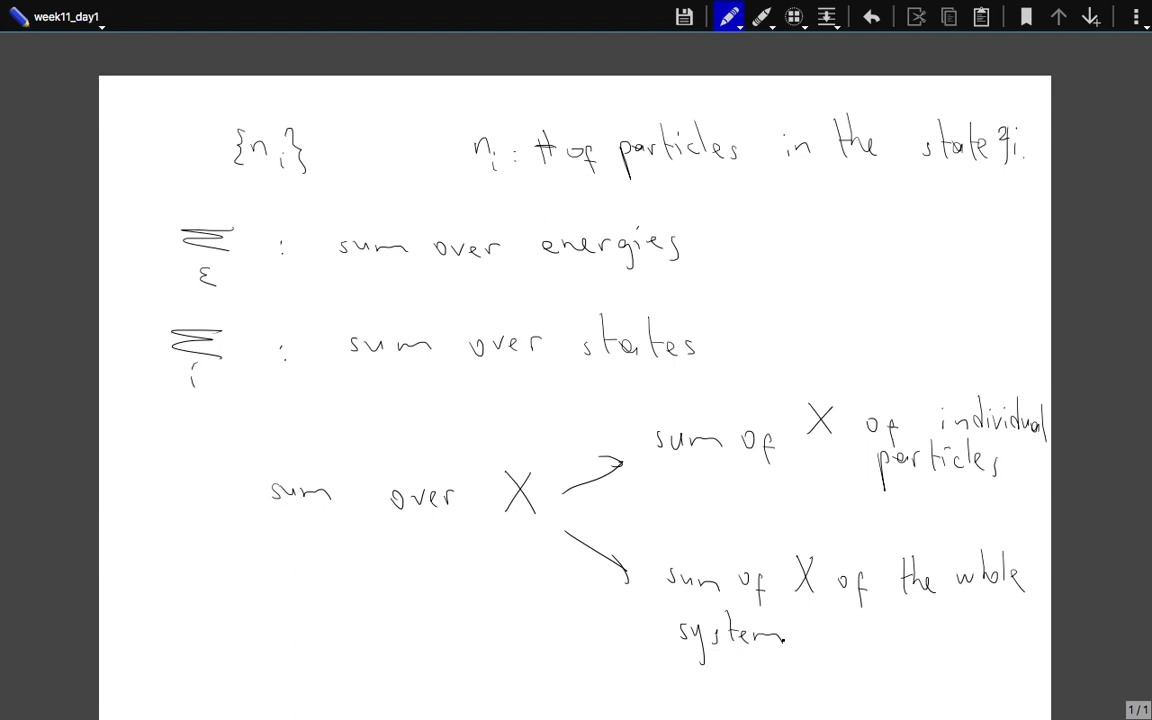 week11_day1
{n_i} n_i : # of particles in the state i.
Σ_ε : sum over energies
Σ_i : sum over states
sum of X of individual
particles
sum over X
sum of X of the whole
system.
1/1